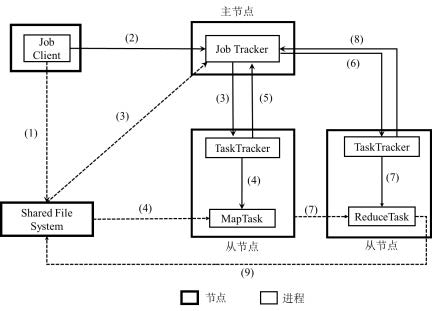 主节点
Job
Client
(2)
Job Tracker
(8)
(6)
(1)
(3)
(3)
(5)
TaskTracker
TaskTracker
(4)
(7)
Shared File
System
(4)
MapTask
(7)
ReduceTask
从节点
从节点
(9)
节点
进程